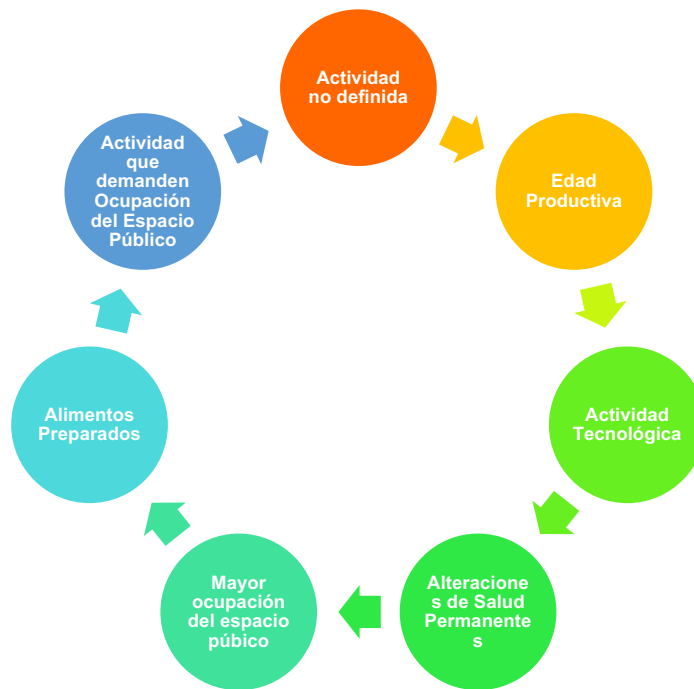 Actividad
no definida
Edad
Productiva
Actividad
Tecnológica
Alteracione
s de Salud
Permanente
s
Mayor
ocupación
del espacio
púbico
Alimentos
Preparados
Actividad
que
demanden
Ocupación
del Espacio
Público